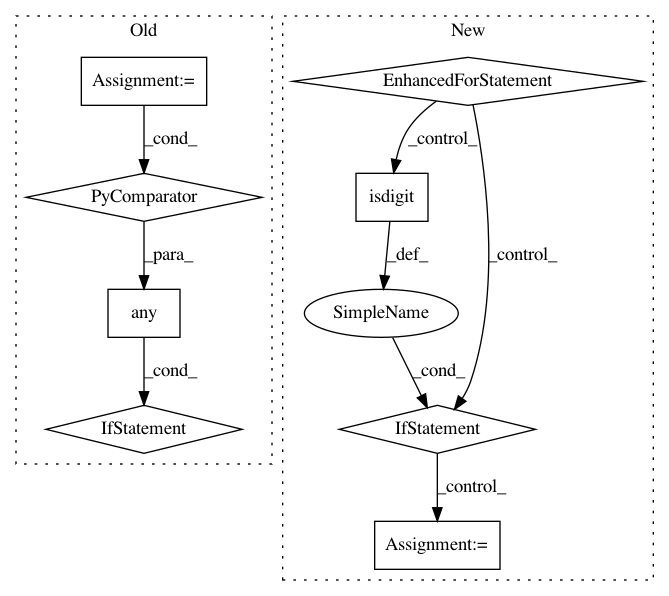 Old
New
Assignment:=
EnhancedForStatement
_cond_
_control_
PyComparator
isdigit
_control_
_para_
_def_
any
SimpleName
_cond_
_cond_
IfStatement
IfStatement
_control_
Assignment:=